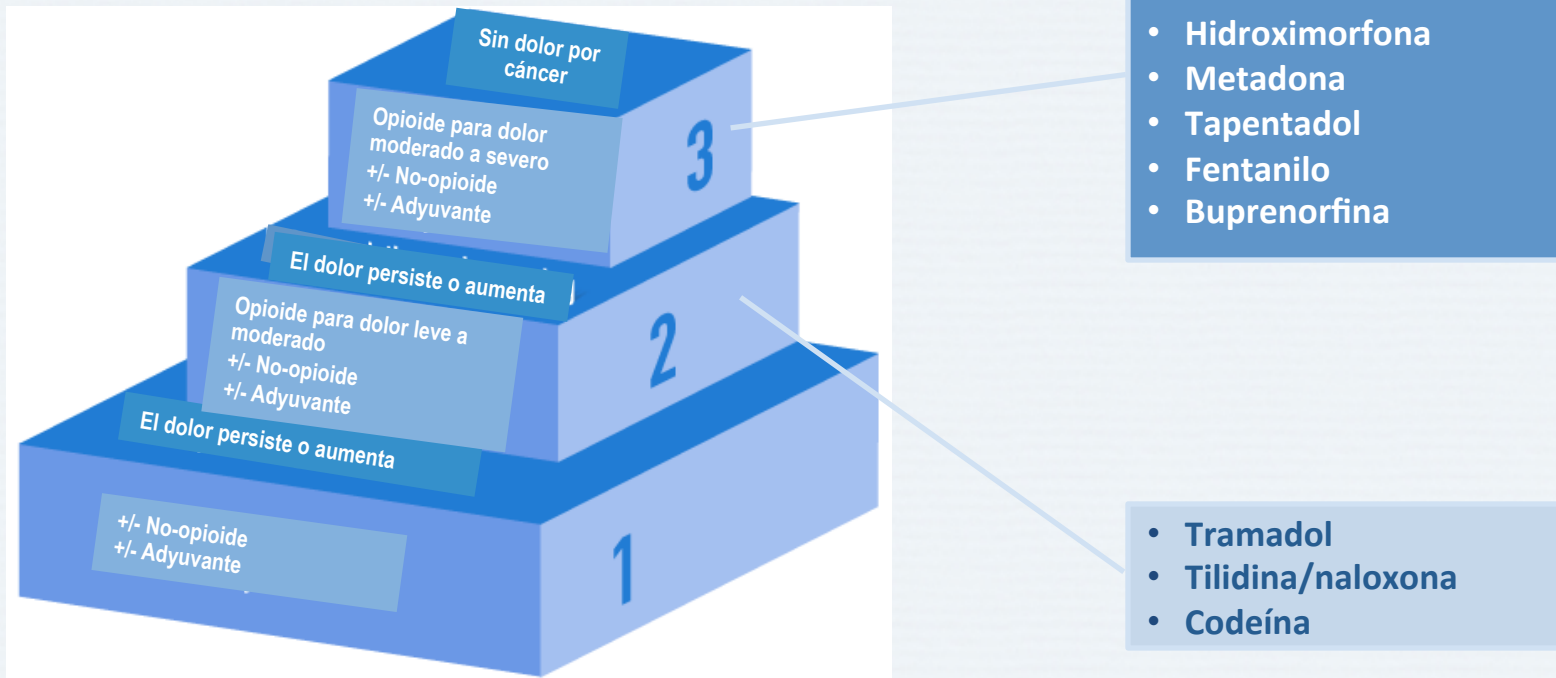 Sin dolor por
cáncer
Opioide para dolor
moderado a severo
+/- No-opioide
+/- Adyuvante
3
El dolor persiste o aumenta
Opioide para dolor leve a
moderado
+/- No-opioide
+/- Adyuvante
2
El dolor persiste o aumenta
+/- No-opioide
+/- Adyuvante
1
• Hidroximorfona
• Metadona
• Tapentadol
• Fentanilo
• Buprenorfina
• Tramadol
• Tilidina/naloxona
• Codeína